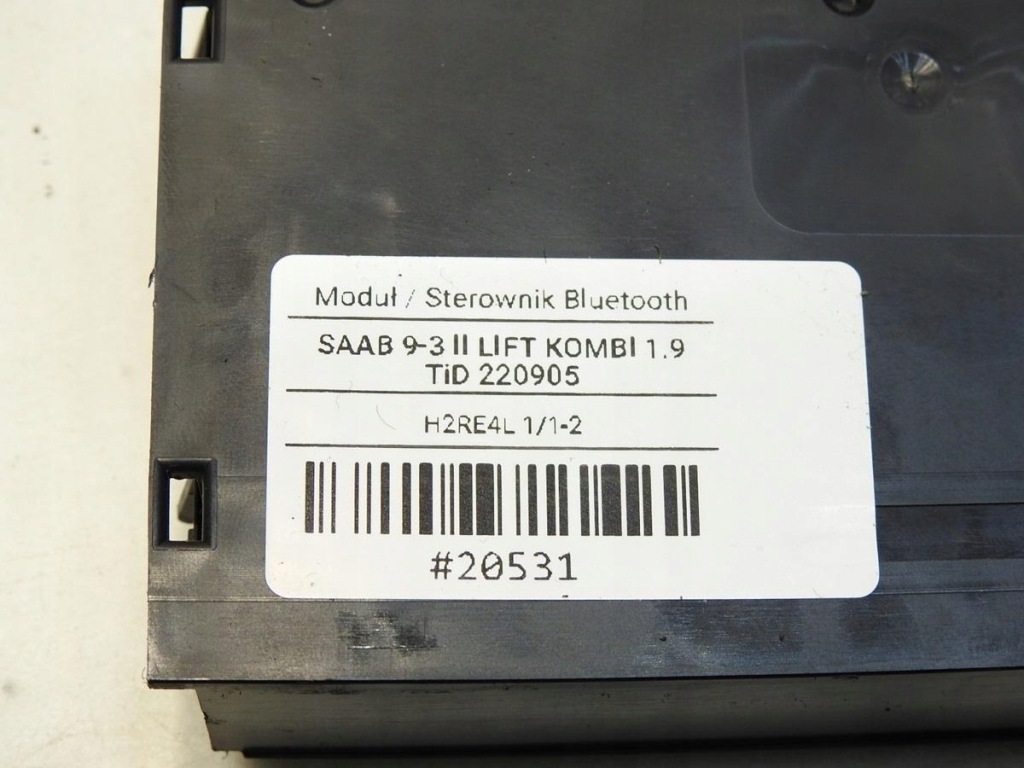 Moduł / Sterownik Bluetooth
SAAB 9-3 II LIFT KOMBI 1.9
TiD 220905
H2RE4L 1/1-2
#20531